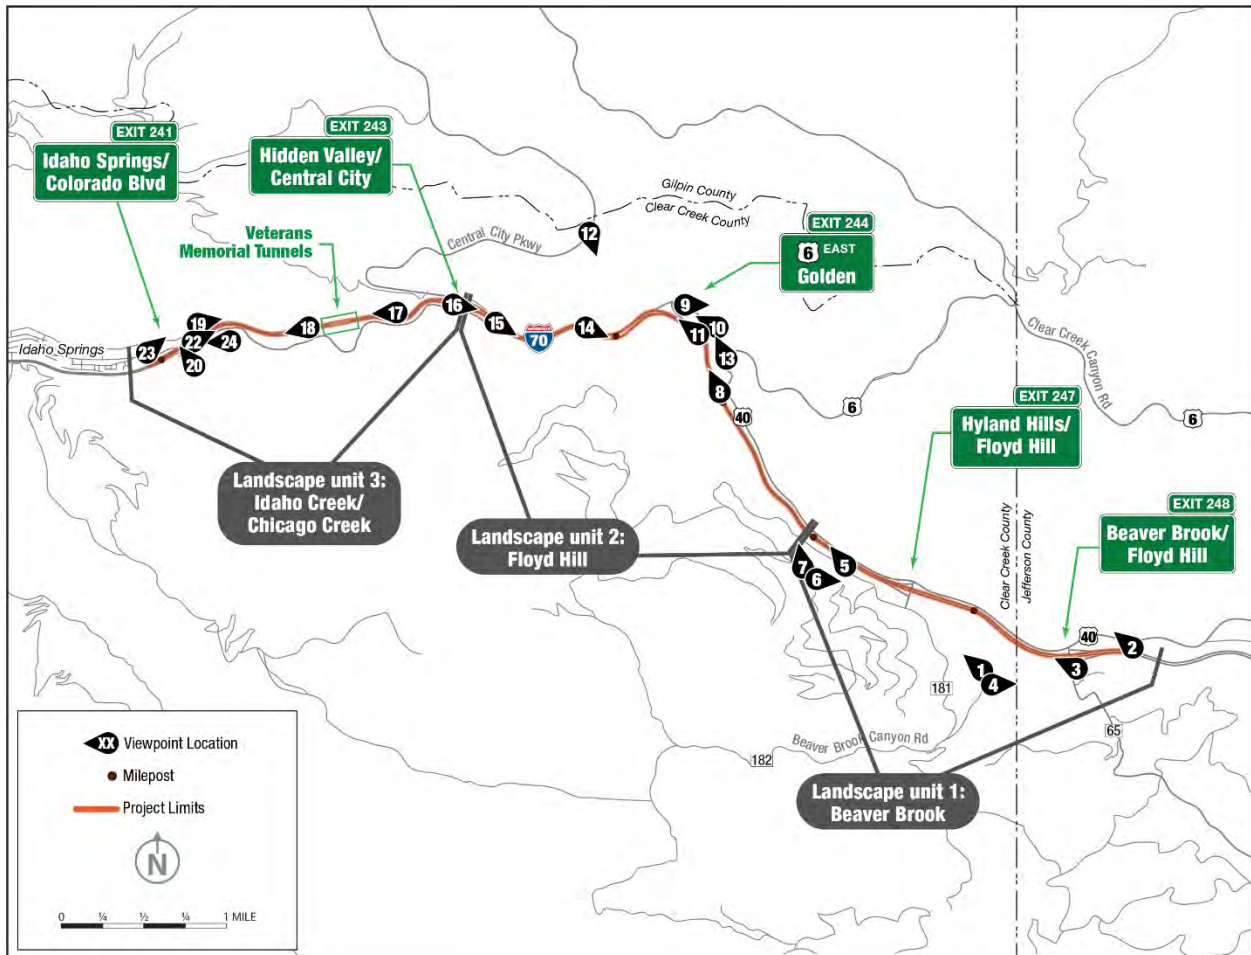 EXIT 241
Idaho Springs/
Colorado Blvd
EXIT 243
Hidden Valley/
Central City
Gilpin County
Clear Creek County
EXIT 244
6 EAST
Golden
Veterans
Memorial Tunnels
Central City Pkwy
12
Idaho Springs
23
19
22
20
24
18
17
16
15
INTERSTATE
70
14
9
10
11
13
8
40
6
Clear Creek Canyon Rd
6
EXIT 247
Hyland Hills/
Floyd Hill
EXIT 248
Beaver Brook/
Floyd Hill
Clear Creek County
Jefferson County
Landscape unit 3:
Idaho Creek/
Chicago Creek
Landscape unit 2:
Floyd Hill
7
6
5
40
2
3
1
4
181
65
Beaver Brook Canyon Rd
182
Landscape unit 1:
Beaver Brook
XX Viewpoint Location
Milepost
Project Limits
N
0 ¼ ½ ¾ 1 MILE